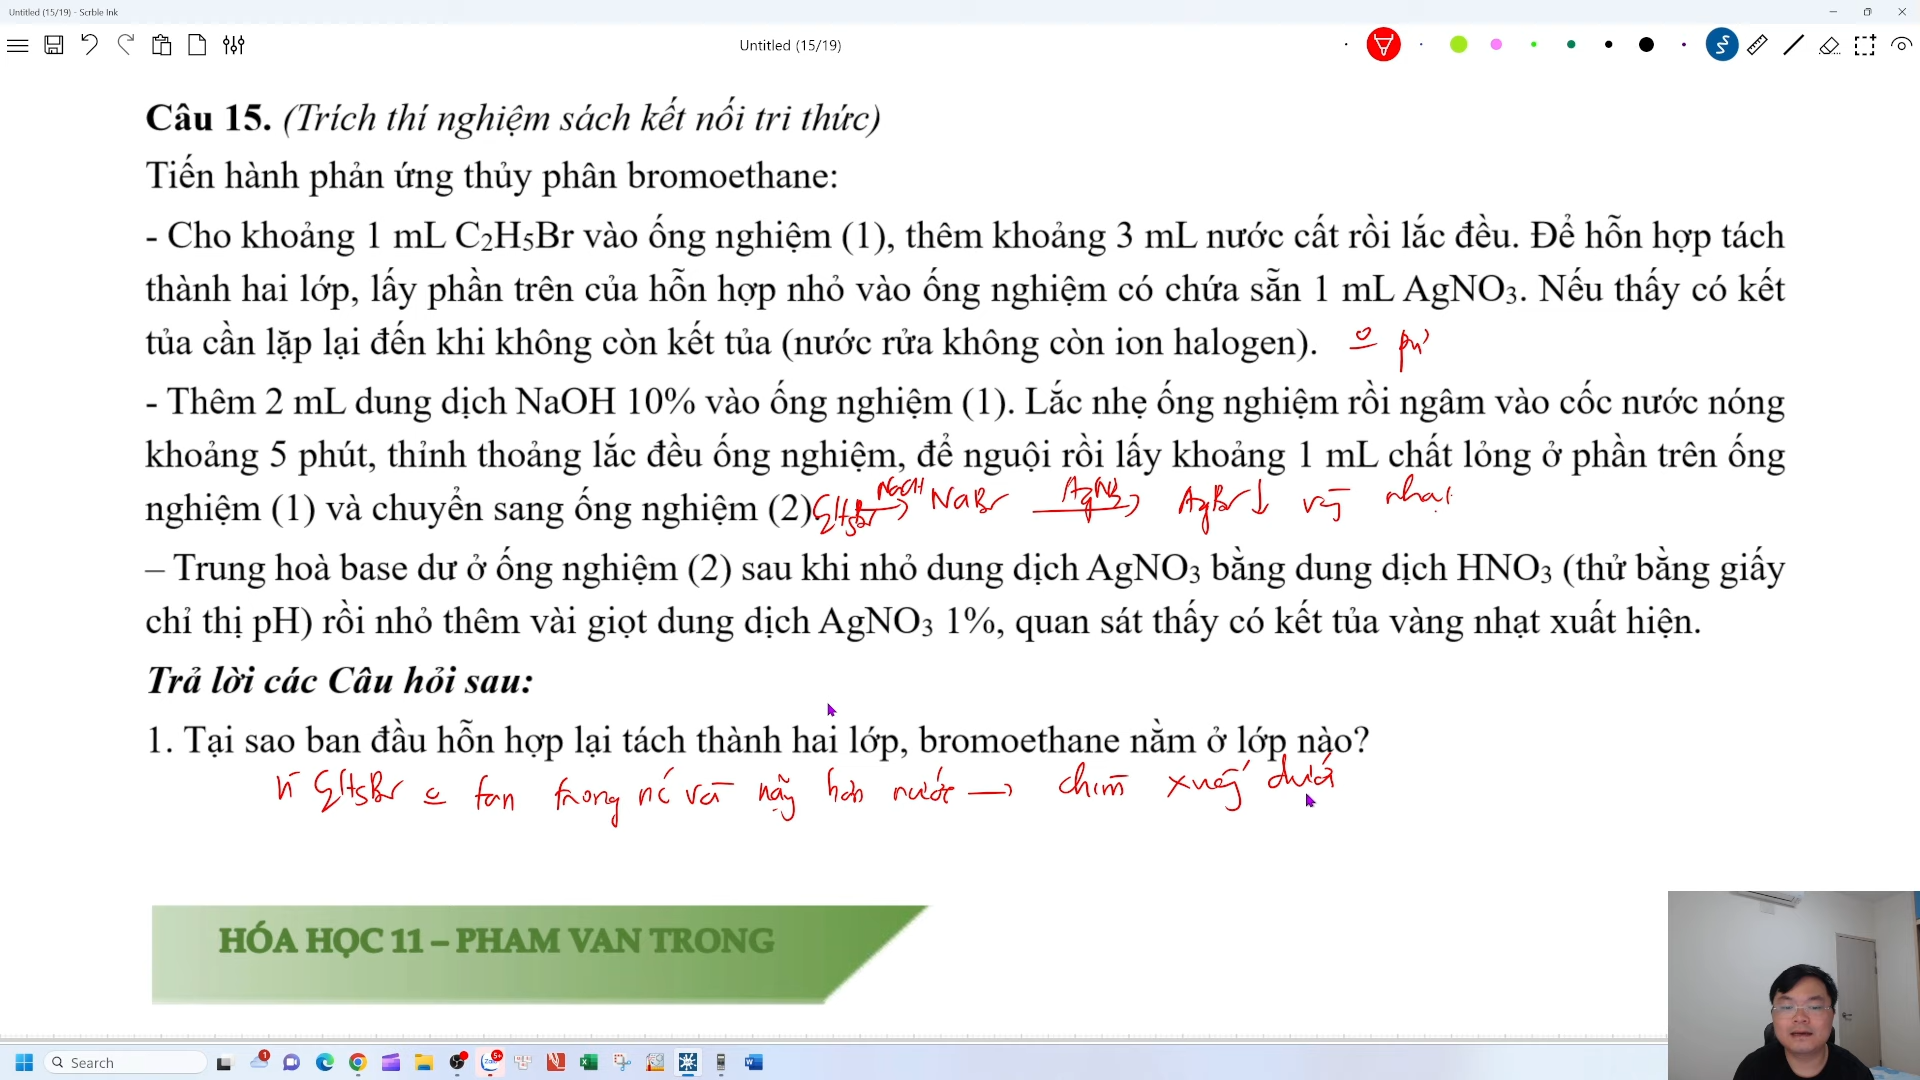 Untitled (15/19) - Scrble Ink
Untitled (15/19)
Câu 15. (Trích thí nghiệm sách kết nối tri thức)
Tiến hành phản ứng thủy phân bromoethane:
- Cho khoảng 1 mL C2H5Br vào ống nghiệm (1), thêm khoảng 3 mL nước cất rồi lắc đều. Để hỗn hợp tách
thành hai lớp, lấy phần trên của hỗn hợp nhỏ vào ống nghiệm có chứa sẵn 1 mL AgNO3. Nếu thấy có kết
tủa cần lặp lại đến khi không còn kết tủa (nước rửa không còn ion halogen).
- Thêm 2 mL dung dịch NaOH 10% vào ống nghiệm (1). Lắc nhẹ ống nghiệm rồi ngâm vào cốc nước nóng
khoảng 5 phút, thỉnh thoảng lắc đều ống nghiệm, để nguội rồi lấy khoảng 1 mL chất lỏng ở phần trên ống
nghiệm (1) và chuyển sang ống nghiệm (2) C2H5Br NaOH→ NaBr AgNO3→ AgBr↓ nhạt
– Trung hoà base dư ở ống nghiệm (2) sau khi nhỏ dung dịch AgNO3 bằng dung dịch HNO3 (thử bằng giấy
chỉ thị pH) rồi nhỏ thêm vài giọt dung dịch AgNO3 1%, quan sát thấy có kết tủa vàng nhạt xuất hiện.
Trả lời các Câu hỏi sau:
1. Tại sao ban đầu hỗn hợp lại tách thành hai lớp, bromoethane nằm ở lớp nào?
C2H5Br tan trong và nặng hơn nước → chìm xuống dưới
HÓA HỌC 11 – PHAM VAN TRONG
Search